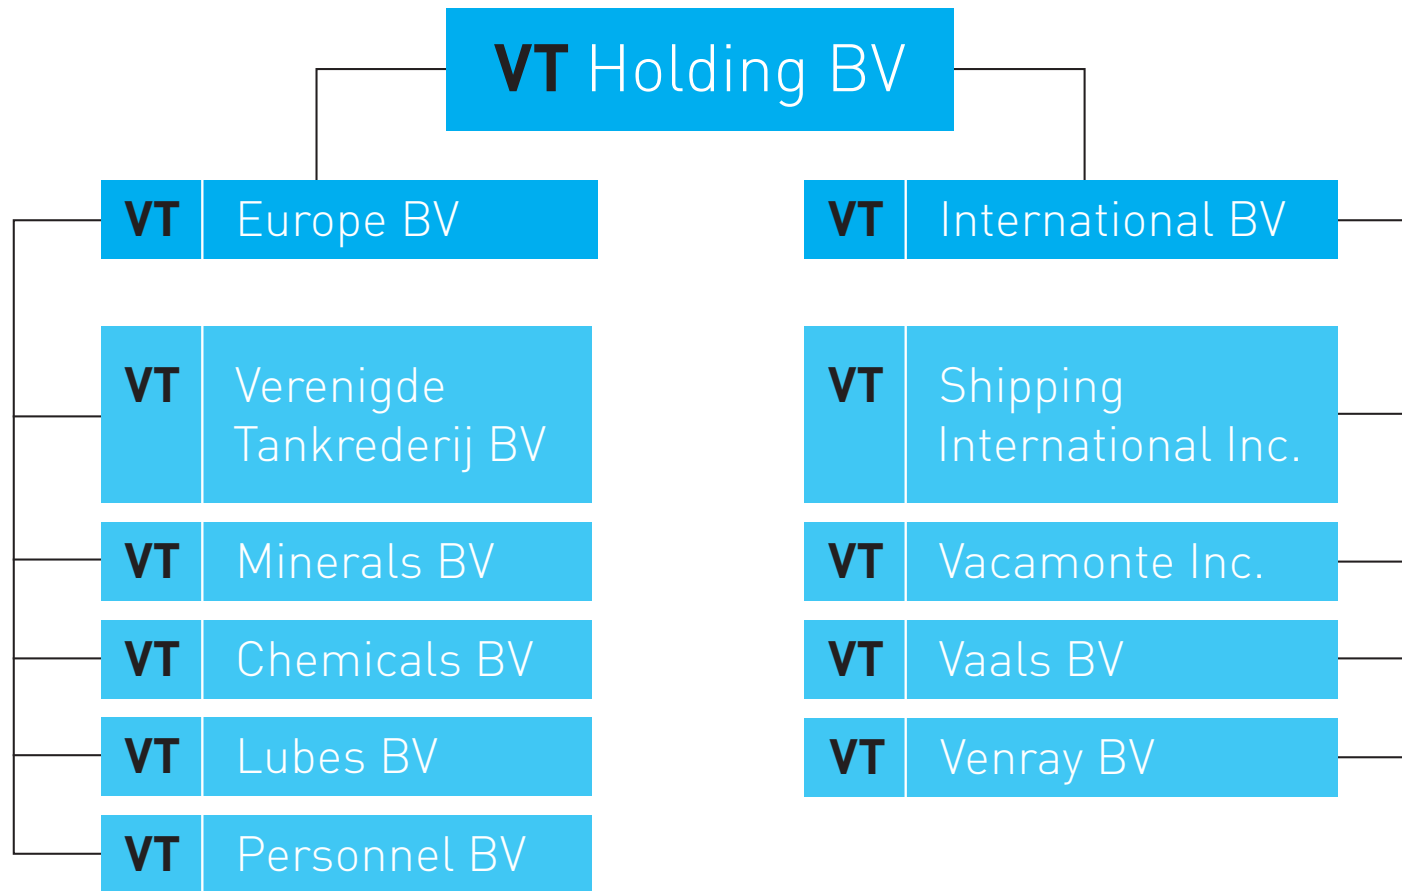 VT Holding BV
VT Europe BV
VT Verenigde
Tankrederij BV
VT Minerals BV
VT Chemicals BV
VT Lubes BV
VT Personnel BV
VT International BV
VT Shipping
International Inc.
VT Vacamonte Inc.
VT Vaals BV
VT Venray BV